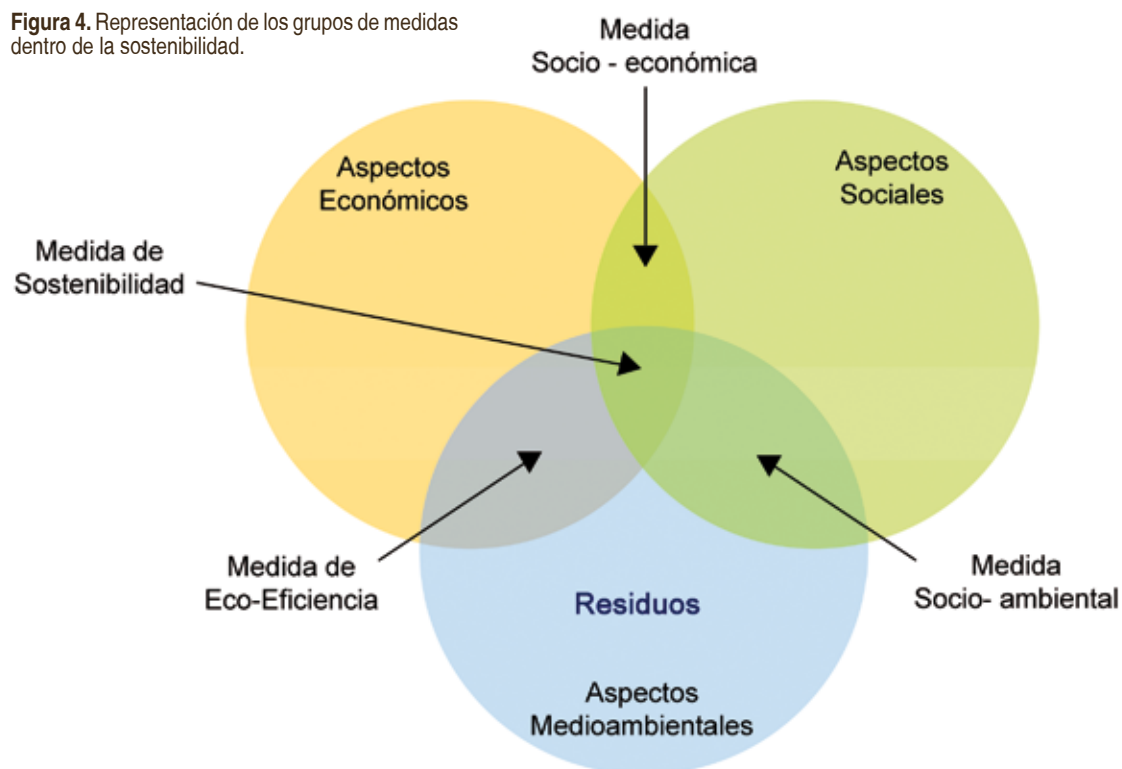 Figura 4. Representación de los grupos de medidas
dentro de la sostenibilidad.
Medida
Socio - económica
Aspectos
Económicos
Aspectos
Sociales
Medida de
Sostenibilidad
Medida de
Eco-Eficiencia
Residuos
Medida
Socio- ambiental
Aspectos
Medioambientales